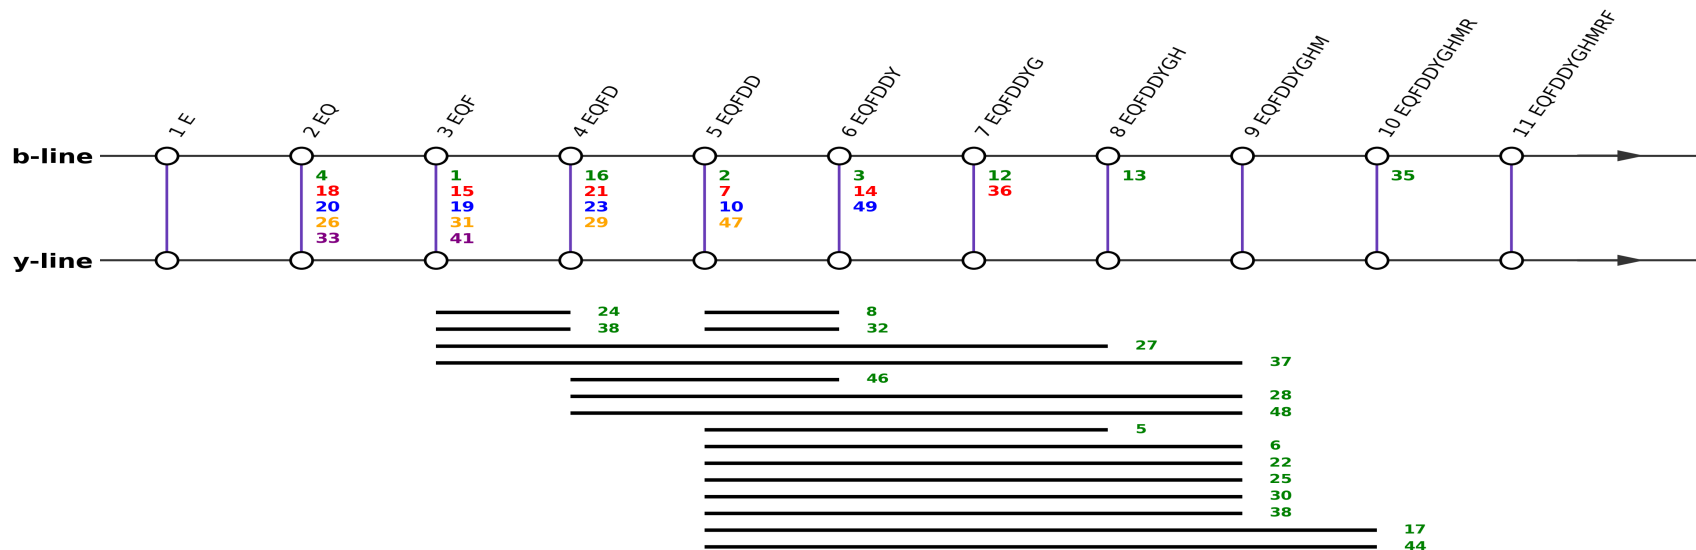 1 E
2 EQ
3 EQF
4 EQFD
5 EQFDD
6 EQFDDY
7 EQFDDYG
8 EQFDDYGH
9 EQFDDYGHM
10 EQFDDYGHMR
11 EQFDDYGHMRF
b-line
4 1 16 2 3 12 13 35
18 15 21 7 14 36
20 19 23 10 49
26 31 29 47
33 41
y-line
24 8
38 32
27
37
46
28
48
5
6
22
25
30
38
17
44